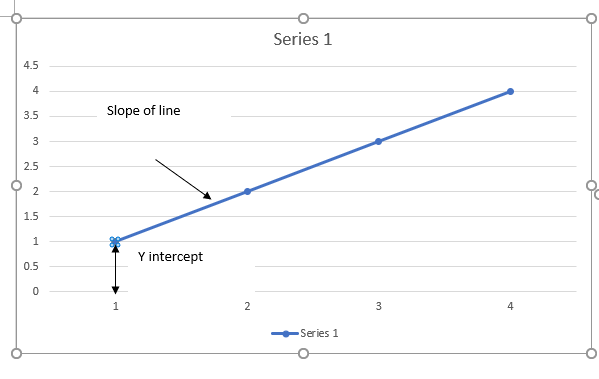 Series 1
4.5
4
Slope of line
3.5
3
2.5
2
1.5
1
Y intercept
0.5
0
1 2 3 4
Series 1